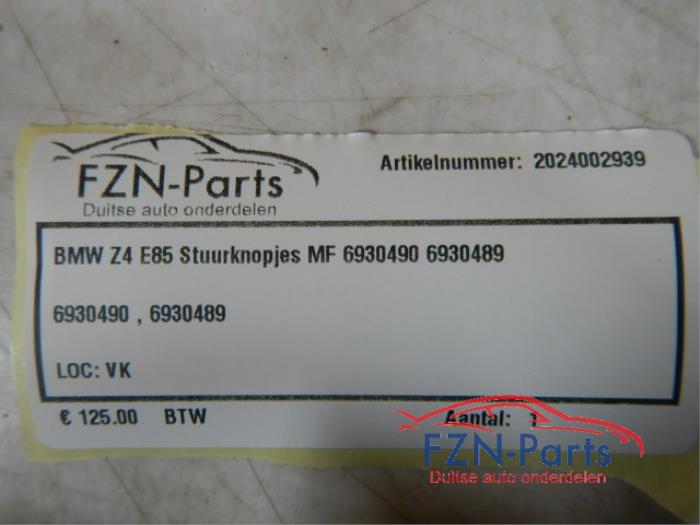 FZN-Parts
Duitse auto onderdelen
Artikelnummer: 2024002939
BMW Z4 E85 Stuurknopjes MF 6930490 6930489
6930490 , 6930489
LOC: VK
€ 125.00 BTW
Aantal:
FZN-Parts
Duitse auto onderdelen